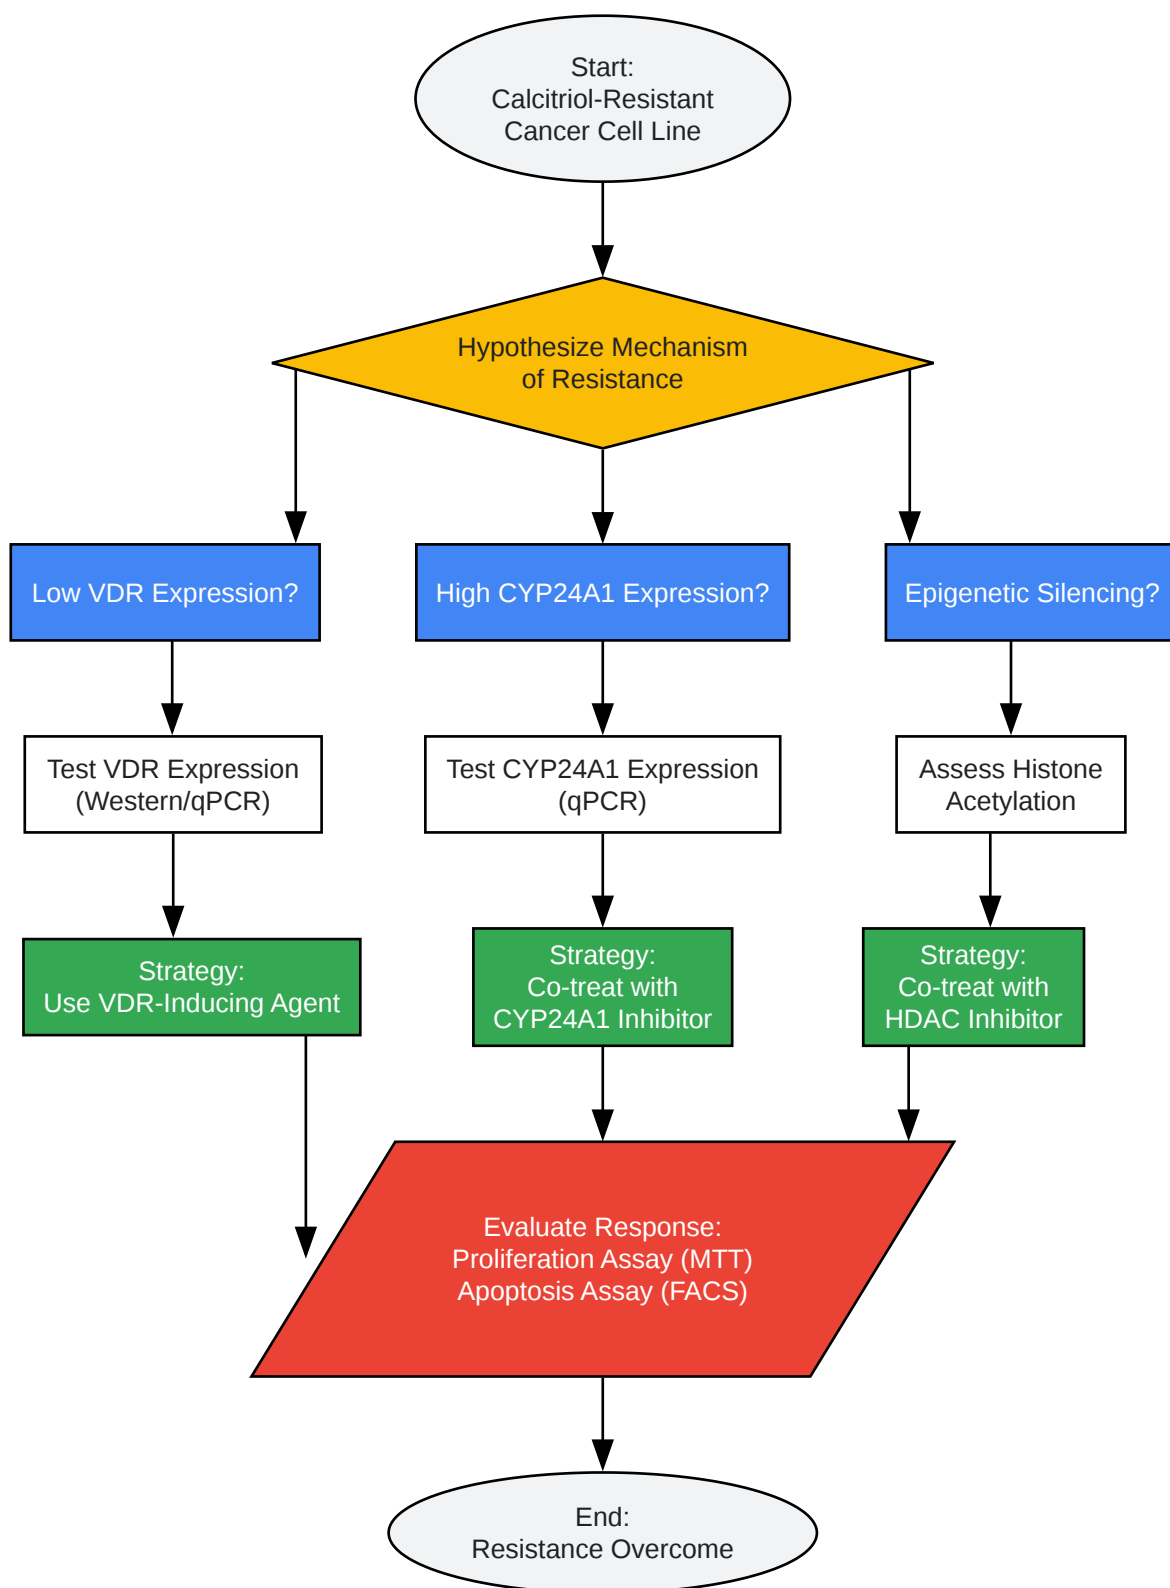 Start:
Calcitriol-Resistant
Cancer Cell Line
Hypothesize Mechanism
of Resistance
Low VDR Expression?
High CYP24A1 Expression?
Epigenetic Silencing?
Test VDR Expression
(Western/qPCR)
Test CYP24A1 Expression
(qPCR)
Assess Histone
Acetylation
Strategy:
Use VDR-Inducing Agent
Strategy:
Co-treat with
CYP24A1 Inhibitor
Strategy:
Co-treat with
HDAC Inhibitor
Evaluate Response:
Proliferation Assay (MTT)
Apoptosis Assay (FACS)
End:
Resistance Overcome